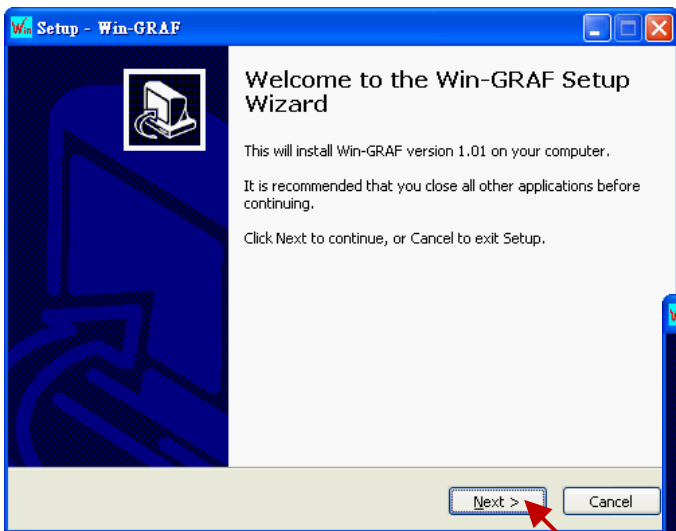 Win Setup - Win-GRAF
Welcome to the Win-GRAF Setup
Wizard
This will install Win-GRAF version 1.01 on your computer.
It is recommended that you close all other applications before
continuing.
Click Next to continue, or Cancel to exit Setup.
Next >
Cancel